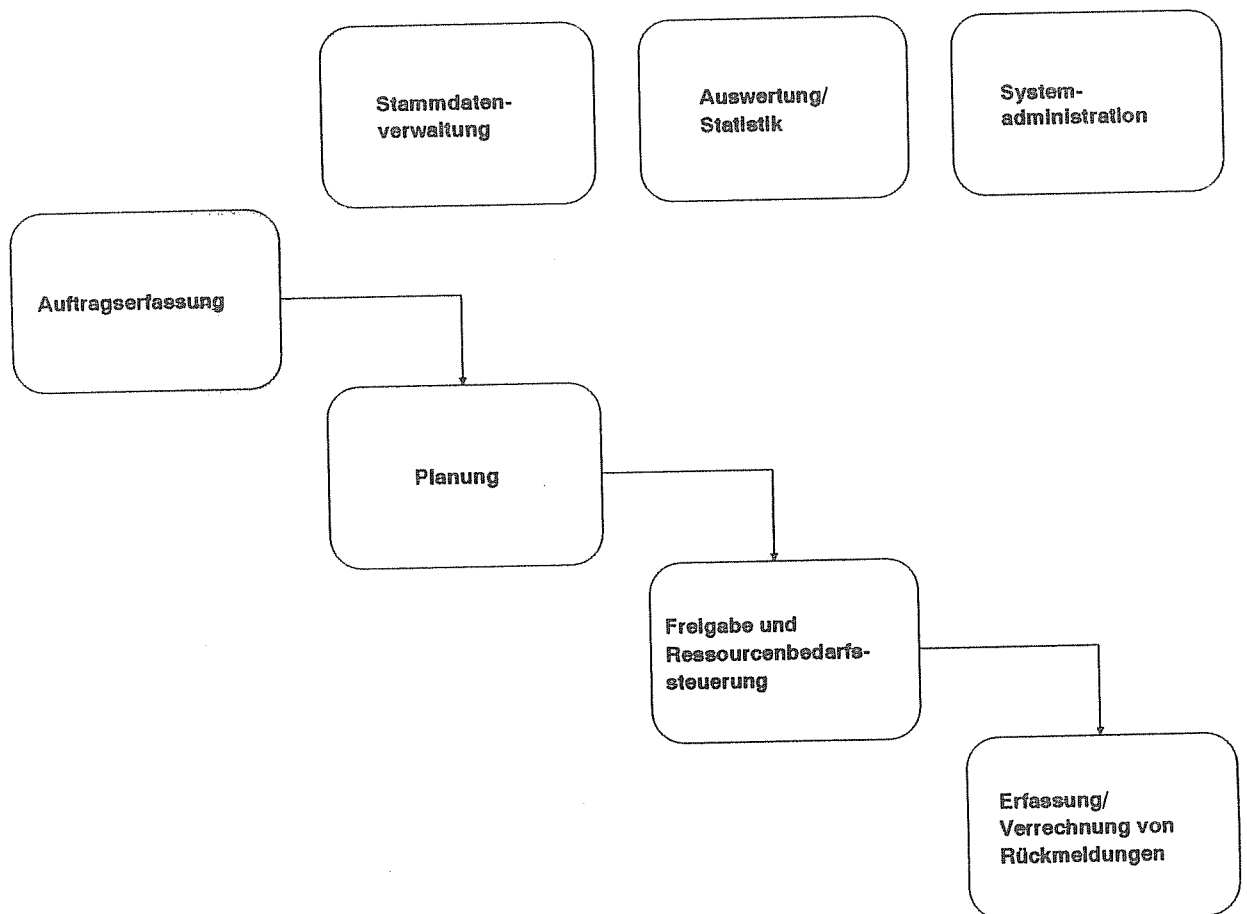 Stammdaten-
verwaltung
Auswertung/
Statistik
System-
administration
Auftragserfassung
Planung
Freigabe und
Ressourcenbedarfs-
steuerung
Erfassung/
Verrechnung von
Rückmeldungen